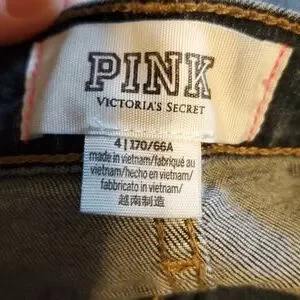 PINK
VICTORIA'S SECRET
4 | 170/66A
made in vietnam/fabriqué au
vietnam/hecho en vietnam/
fabbricato in vietnam/
越南制造